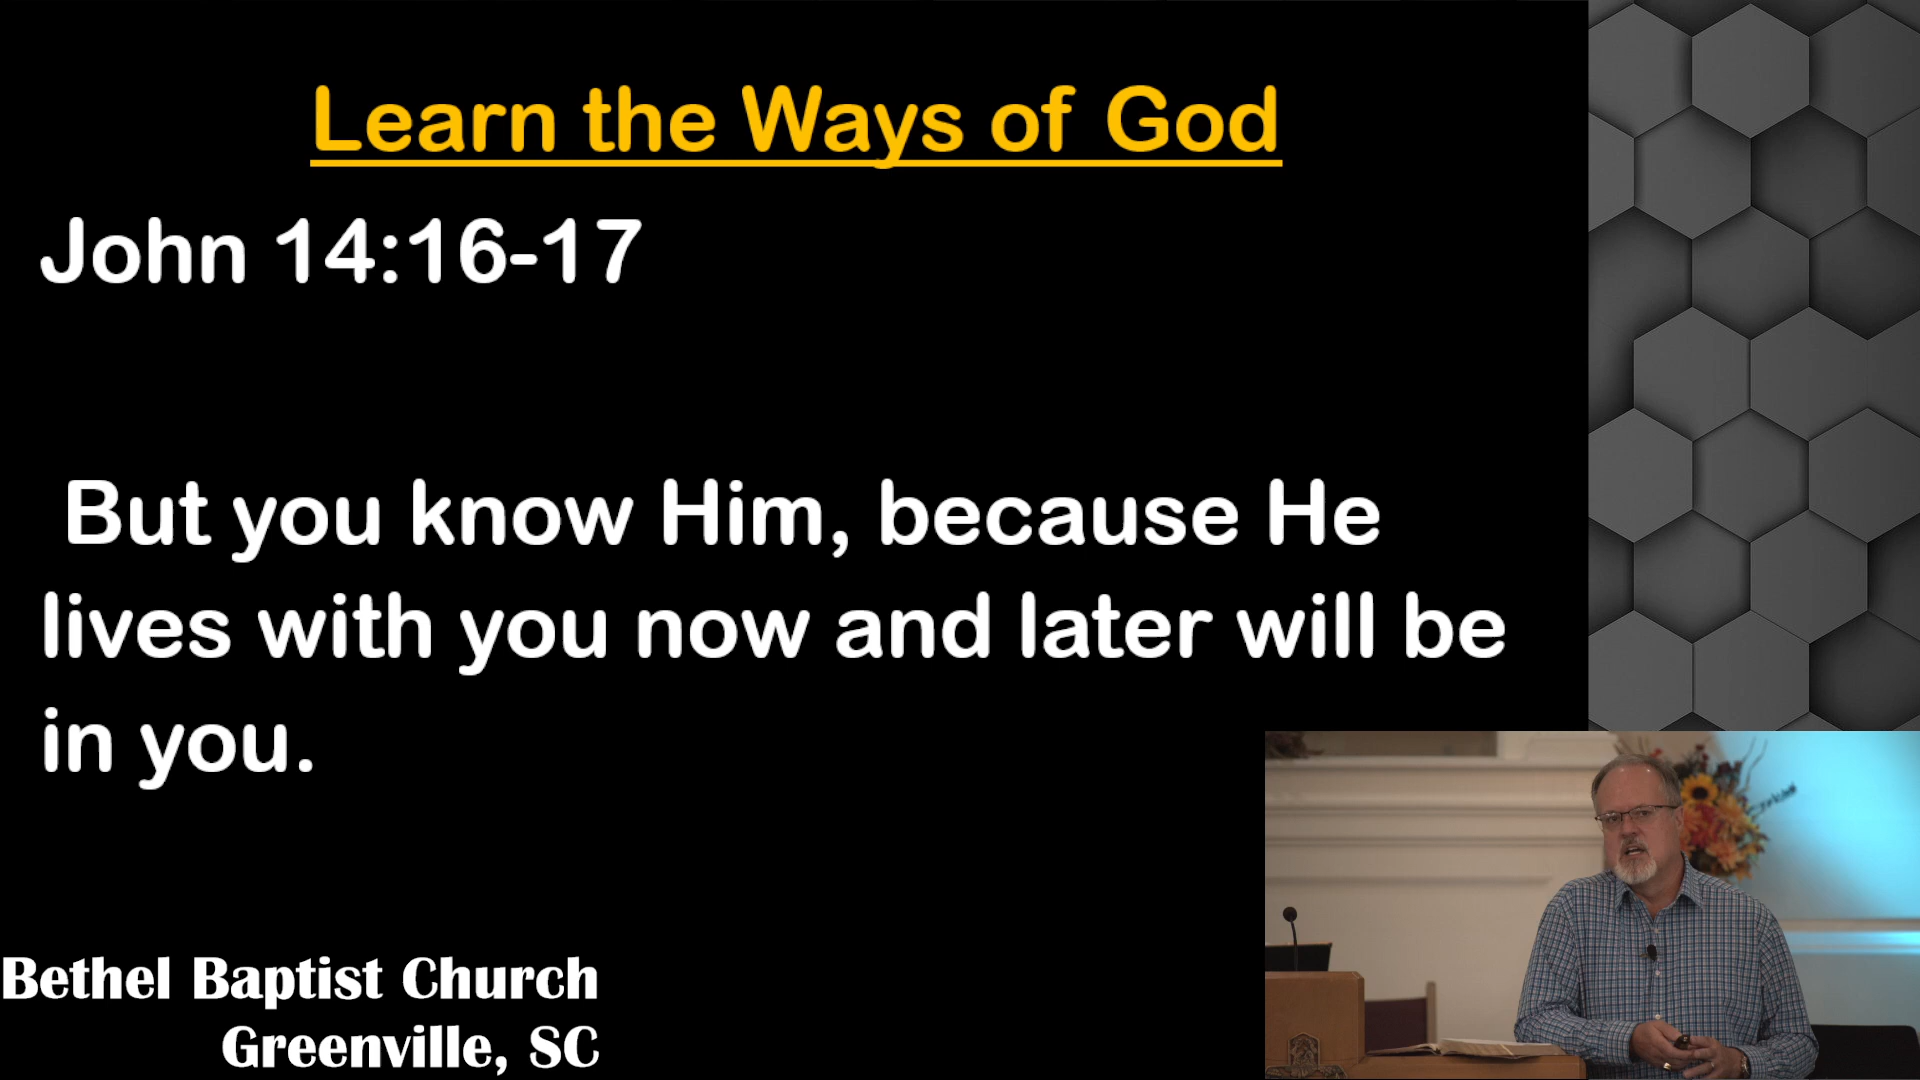 Learn the Ways of God
John 14:16-17
But you know Him, because He
lives with you now and later will be
in you.
Bethel Baptist Church
Greenville, SC